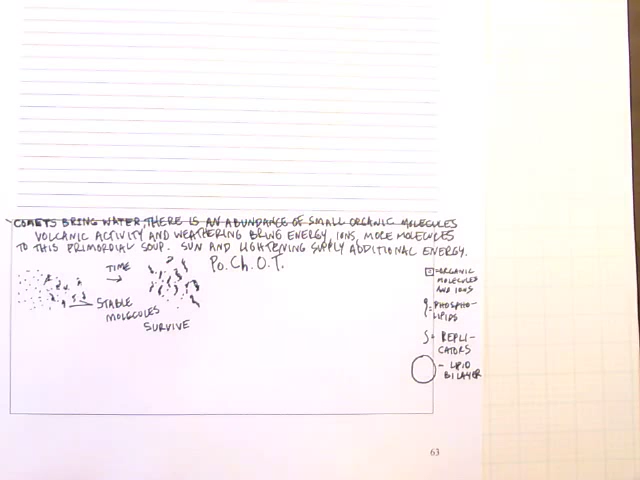 COMETS BRING WATER, THERE IS AN ABUNDANCE OF SMALL ORGANIC MOLECULES
VOLCANIC ACTIVITY AND WEATHERING BRING ENERGY, IONS, MORE MOLECULES
TO THIS PRIMORDIAL SOUP. SUN AND LIGHTENING SUPPLY ADDITIONAL ENERGY.
Po.Ch.O.T.
TIME
→
STABLE
MOLECULES
SURVIVE
= ORGANIC
MOLECULES
AND IONS
= PHOSPHO-
LIPIDS
= REPLI-
CATORS
- LIPID
BILAYER
63